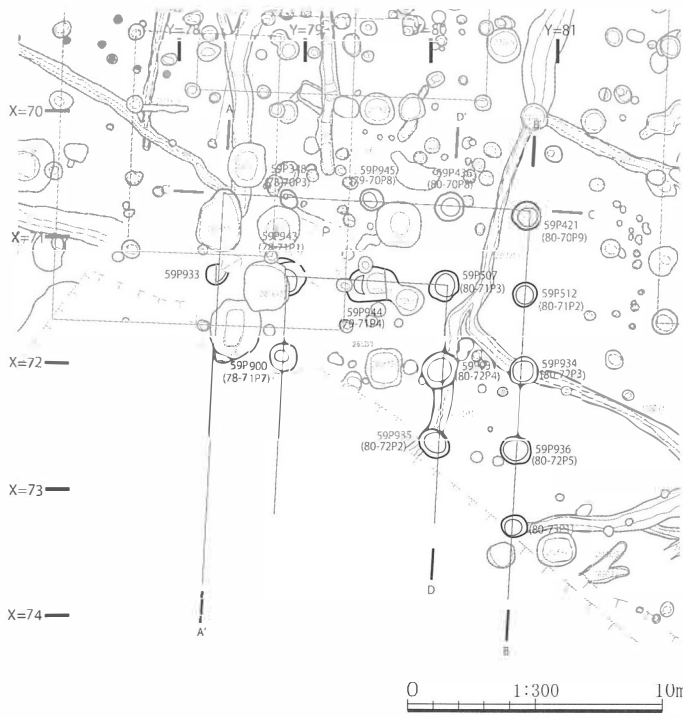 Y=78
Y=79
Y=80
Y=81
X=70
A
D'
B'
59P348
(78-70P3)
59P945
(79-70P8)
(80-70P8)
C
59P421
(80-70P9)
X=71
59P943
(78-71P1)
59P933
59P507
(80-71P3)
59P512
(80-71P2)
59P944
(79-71P4)
X=72
59P900
(78-71P7)
(80-72P4)
59P934
(80-72P3)
59P935
(80-72P2)
59P936
(80-72P5)
X=73
(80-73P1)
D
X=74
A'
B
0 1:300 10m